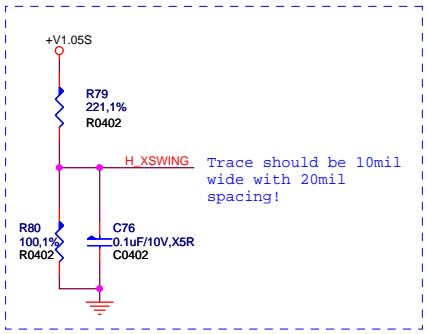 +V1.05S
R79
221,1%
R0402
H_XSWING
Trace should be 10mil
wide with 20mil
spacing!
R80
100,1%
R0402
C76
0.1uF/10V,X5R
C0402